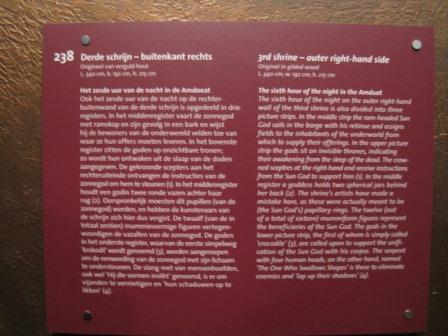 238 Derde schrijn – buitenkant rechts
Origineel van verguld hout
L. 340 cm; b. 192 cm; h. 215 cm
Het zesde uur van de nacht in de Amdoeat
Ook het zesde uur van de nacht op de rechter-
buitenwand van de derde schrijn is opgedeeld in drie
registers. In het middenregister vaart de zonnegod
met ramskop en zijn gevolg in een bark en wijst
hij de bewoners van de onderwereld velden toe van
waar ze hun offers moeten leveren. In het bovenste
register zitten de goden op onzichtbare tronen;
zo wordt hun ontwaken uit de slaap van de doden
aangegeven. De gekroonde scepters aan het
rechteruiteinde ontvangen de instructies van de
zonnegod om hem te steunen (1). In het middenregister
houdt een godin twee ronde vazen achter haar
rug (2). Oorspronkelijk moesten dit pupillen (van de
zonnegod) worden, en hebben de kunstenaars van
de schrijn zich hier dus vergist. De twaalf (van de in
totaal zestien) mummievormige figuren vertegen-
woordigen de vazallen van de zonnegod. De goden
in het onderste register, waarvan de eerste simpelweg
'krokodil' wordt genoemd (3), worden aangeroepen
om de eenwording van de zonnegod met zijn lichaam
te ondersteunen. De slang met vier mensenhoofden,
ook wel 'Hij die vormen inslikt' genoemd, is er om
vijanden te vernietigen en 'hun schaduwen op te
likken' (4).
3rd shrine – outer right-hand side
Original in gilded wood
L. 340 cm; w. 192 cm; h. 215 cm
The sixth hour of the night in the Amduat
The sixth hour of the night on the outer right-hand
wall of the third shrine is also divided into three
picture strips. In the middle strip the ram-headed Sun
God sails in the barge with his retinue and assigns
fields to the inhabitants of the underworld from
which to supply their offerings. In the upper picture
strip the gods sit on invisible thrones, indicating
their awakening from the sleep of the dead. The crow-
ned sceptres at the right-hand end receive instructions
from the Sun God to support him (1). In the middle
register a goddess holds two spherical jars behind
her back (2). The shrine's artists have made a
mistake here, as these were actually meant to be
(the Sun God's) papillary rings. The twelve (out
of a total of sixteen) mummiform figures represent
the beneficiaries of the Sun God. The gods in the
lower picture strip, the first of whom is simply called
'crocodile' (3), are called upon to support the unifi-
cation of the Sun God with his corpse. The serpent
with four human heads, on the other hand, named
'The One Who Swallows Shapes' is there to eliminate
enemies and 'lap up their shadows' (4).